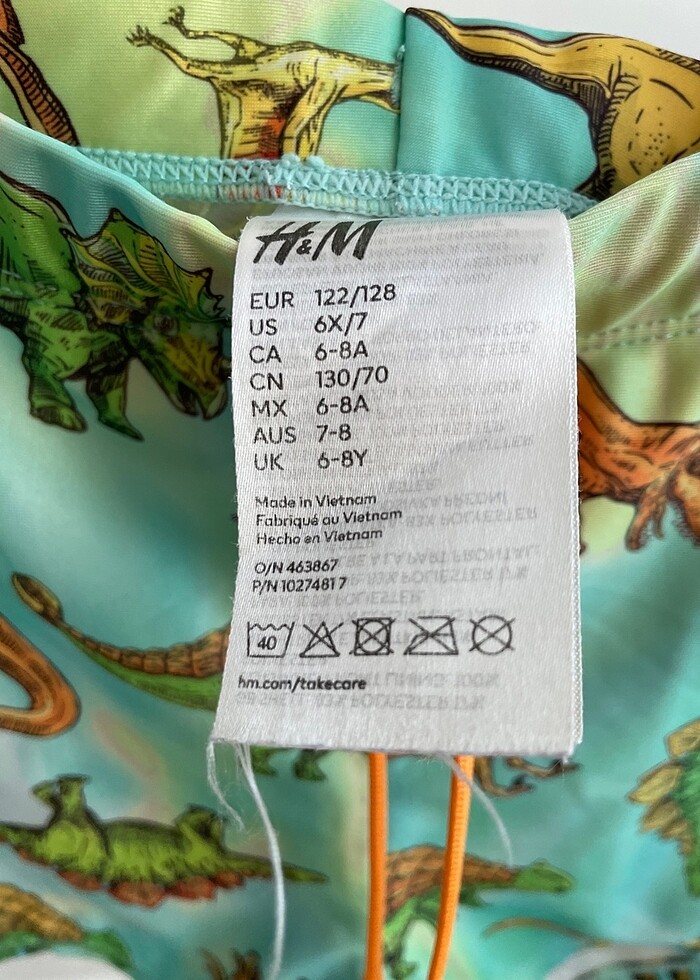 H&M
EUR 122/128
US 6X/7
CA 6-8A
CN 130/70
MX 6-8A
AUS 7-8
UK 6-8Y
Made in Vietnam
Fabriqué au Vietnam
Hecho en Vietnam
O/N 463867
P/N 10274817
40
hm.com/takecare